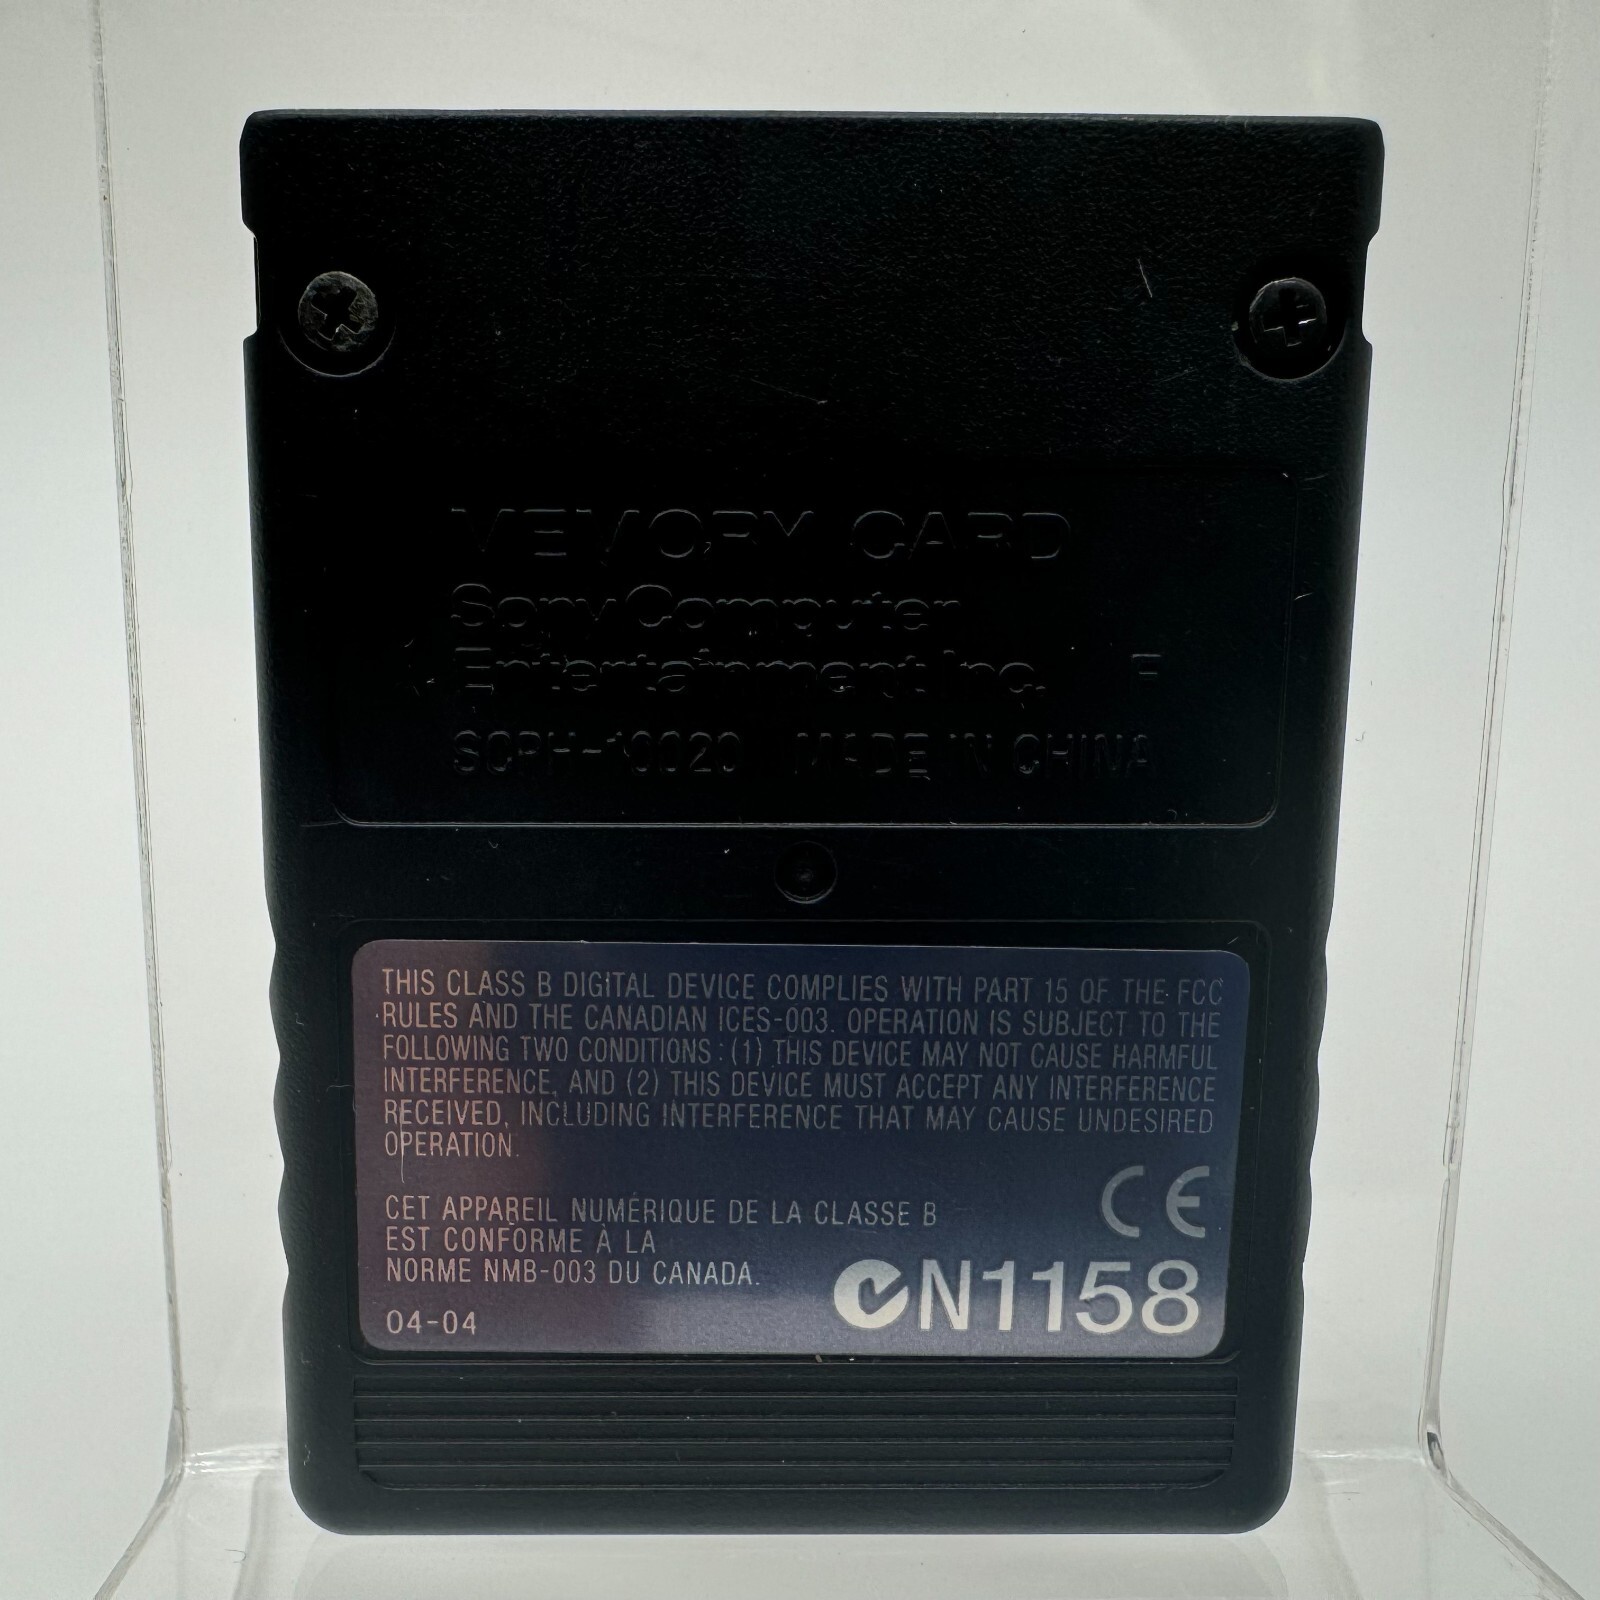 MEMORY CARD
Sony Computer
Entertainment Inc. F
SCPH-10020 MADE IN CHINA
THIS CLASS B DIGITAL DEVICE COMPLIES WITH PART 15 OF THE FCC
RULES AND THE CANADIAN ICES-003. OPERATION IS SUBJECT TO THE
FOLLOWING TWO CONDITIONS : (1) THIS DEVICE MAY NOT CAUSE HARMFUL
INTERFERENCE, AND (2) THIS DEVICE MUST ACCEPT ANY INTERFERENCE
RECEIVED, INCLUDING INTERFERENCE THAT MAY CAUSE UNDESIRED
OPERATION.
CE
CET APPAREIL NUMÉRIQUE DE LA CLASSE B
EST CONFORME À LA
NORME NMB-003 DU CANADA.
N1158
04-04